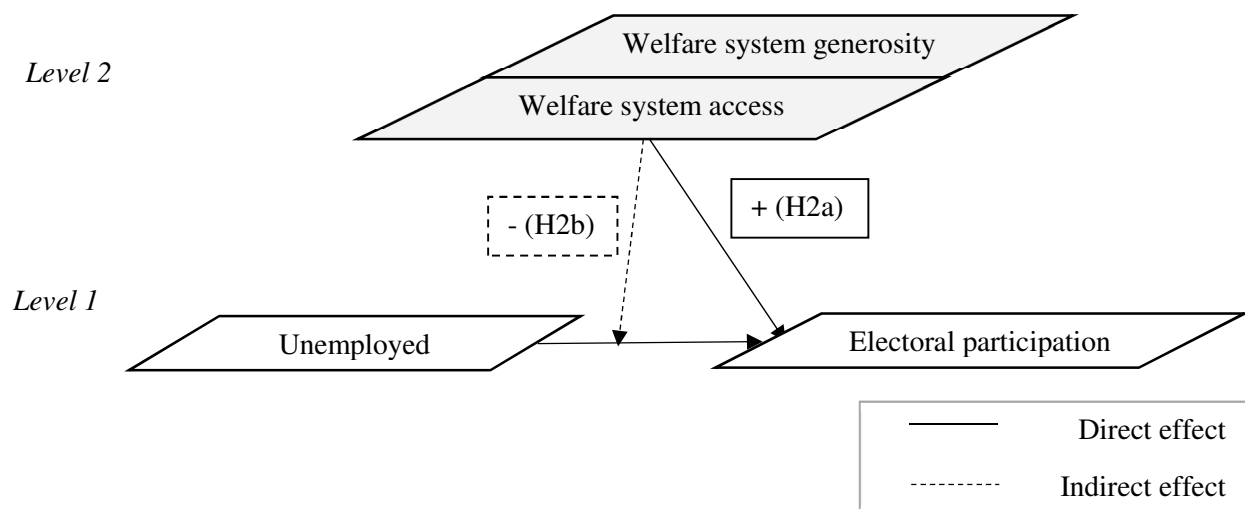 Welfare system generosity
Level 2
Welfare system access
+ (H2a)
- (H2b)
Level 1
Unemployed
Electoral participation
Direct effect
Indirect effect